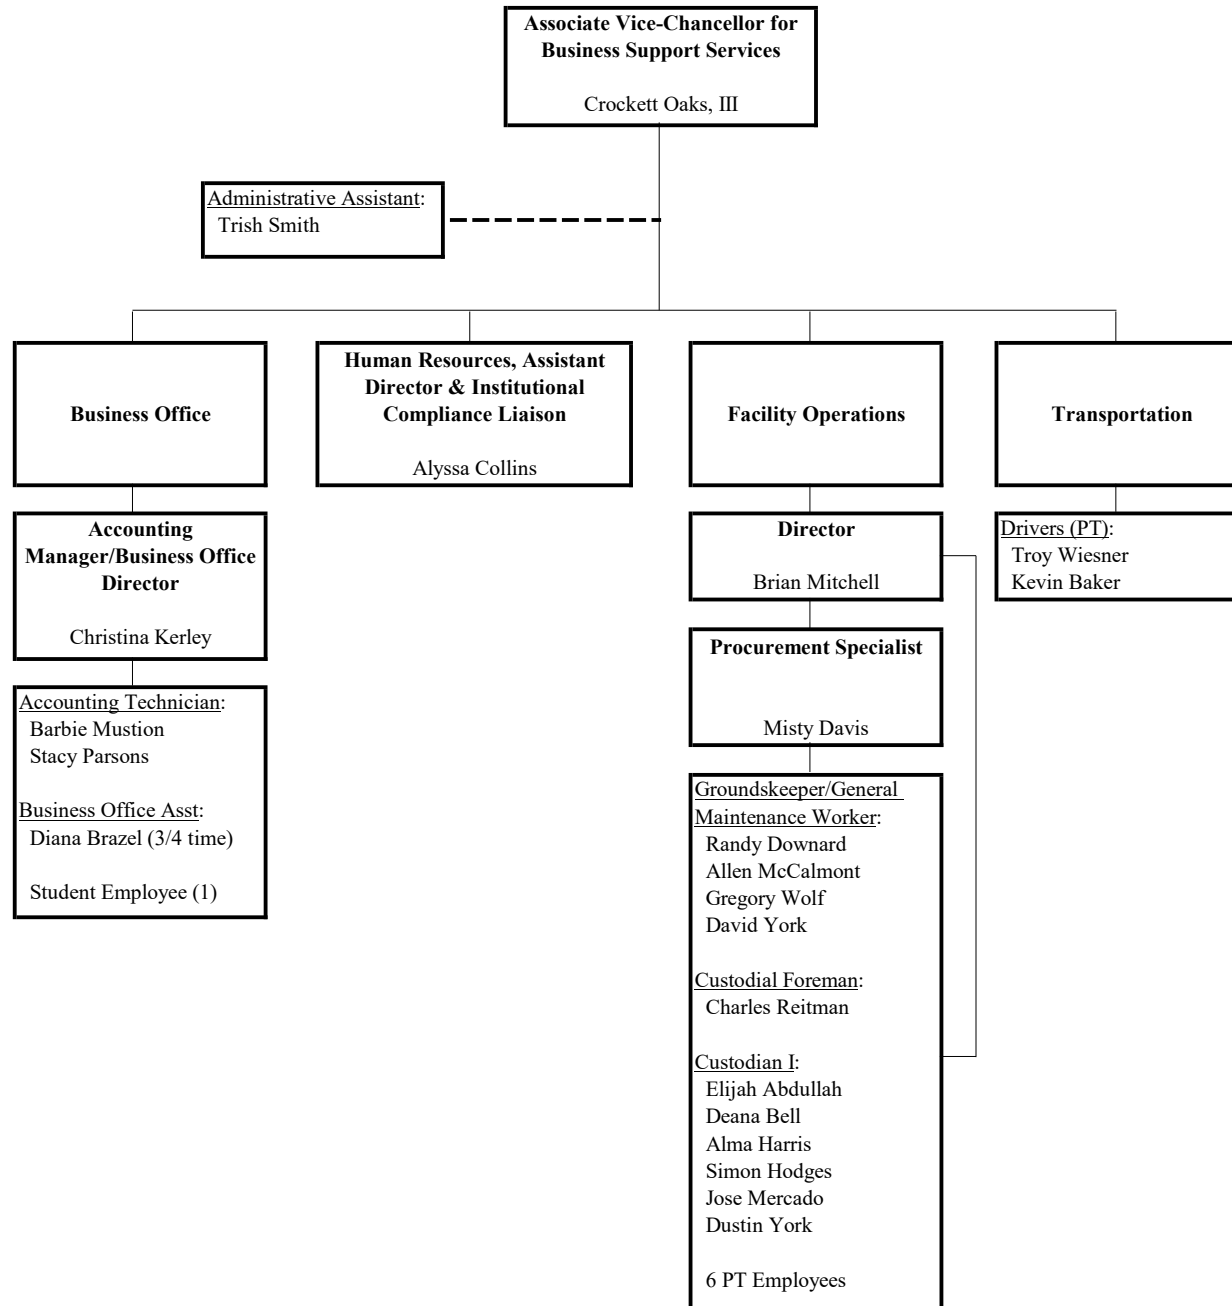 Associate Vice-Chancellor for
Business Support Services
Crockett Oaks, III
Administrative Assistant:
Trish Smith
Business Office
Human Resources, Assistant
Director & Institutional
Compliance Liaison
Alyssa Collins
Facility Operations
Transportation
Accounting
Manager/Business Office
Director
Christina Kerley
Director
Brian Mitchell
Drivers (PT):
Troy Wiesner
Kevin Baker
Procurement Specialist
Misty Davis
Accounting Technician:
Barbie Mustion
Stacy Parsons
Business Office Asst:
Diana Brazel (3/4 time)
Student Employee (1)
Groundskeeper/General
Maintenance Worker:
Randy Downard
Allen McCalmont
Gregory Wolf
David York
Custodial Foreman:
Charles Reitman
Custodian I:
Elijah Abdullah
Deana Bell
Alma Harris
Simon Hodges
Jose Mercado
Dustin York
6 PT Employees